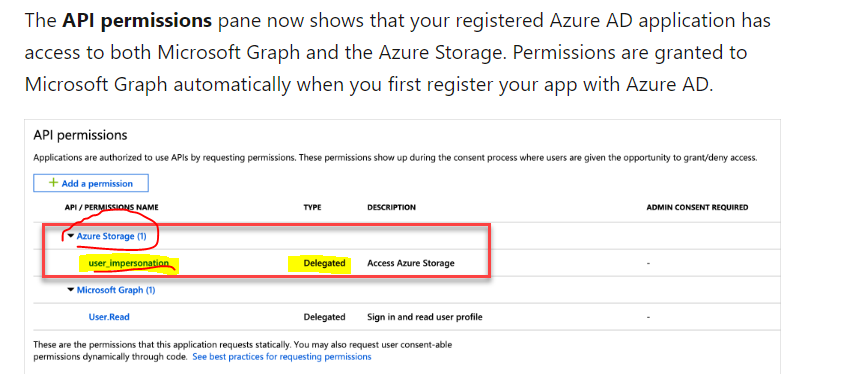 The API permissions pane now shows that your registered Azure AD application has
access to both Microsoft Graph and the Azure Storage. Permissions are granted to
Microsoft Graph automatically when you first register your app with Azure AD.
API permissions
Applications are authorized to use APIs by requesting permissions. These permissions show up during the consent process where users are given the opportunity to grant/deny access.
+ Add a permission
API / PERMISSIONS NAME TYPE DESCRIPTION ADMIN CONSENT REQUIRED
Azure Storage (1)
user_impersonation Delegated Access Azure Storage -
Microsoft Graph (1)
User.Read Delegated Sign in and read user profile -
These are the permissions that this application requests statically. You may also request user consent-able
permissions dynamically through code. See best practices for requesting permissions